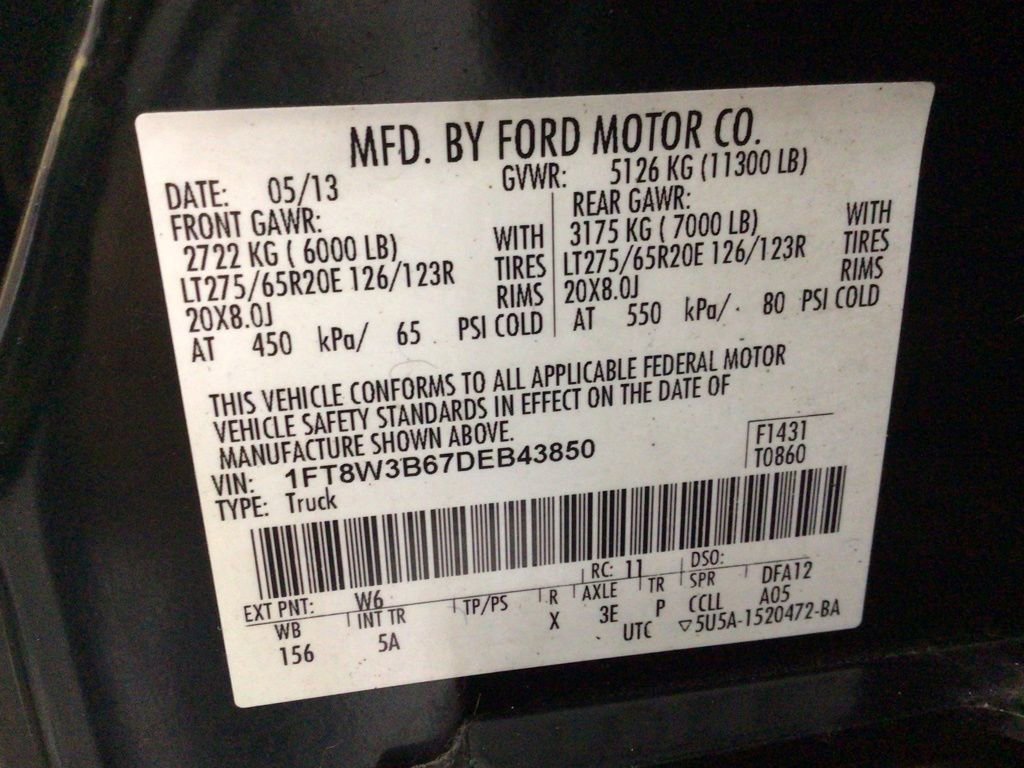 MFD. BY FORD MOTOR CO.
DATE: 05/13 GVWR: 5126 KG (11300 LB)
FRONT GAWR: REAR GAWR:
2722 KG ( 6000 LB) WITH 3175 KG ( 7000 LB) WITH
LT275/65R20E 126/123R TIRES LT275/65R20E 126/123R TIRES
20X8.0J RIMS 20X8.0J RIMS
AT 450 kPa/ 65 PSI COLD AT 550 kPa/ 80 PSI COLD
THIS VEHICLE CONFORMS TO ALL APPLICABLE FEDERAL MOTOR
VEHICLE SAFETY STANDARDS IN EFFECT ON THE DATE OF
MANUFACTURE SHOWN ABOVE.
VIN: 1FT8W3B67DEB43850 F1431
TYPE: Truck T0860
EXT PNT: W6 RC: 11 DSO:
WB INT TR TP/PS R AXLE TR SPR DFA12
156 5A X 3E P CCLL A05
UTC ▽5U5A-1520472-BA